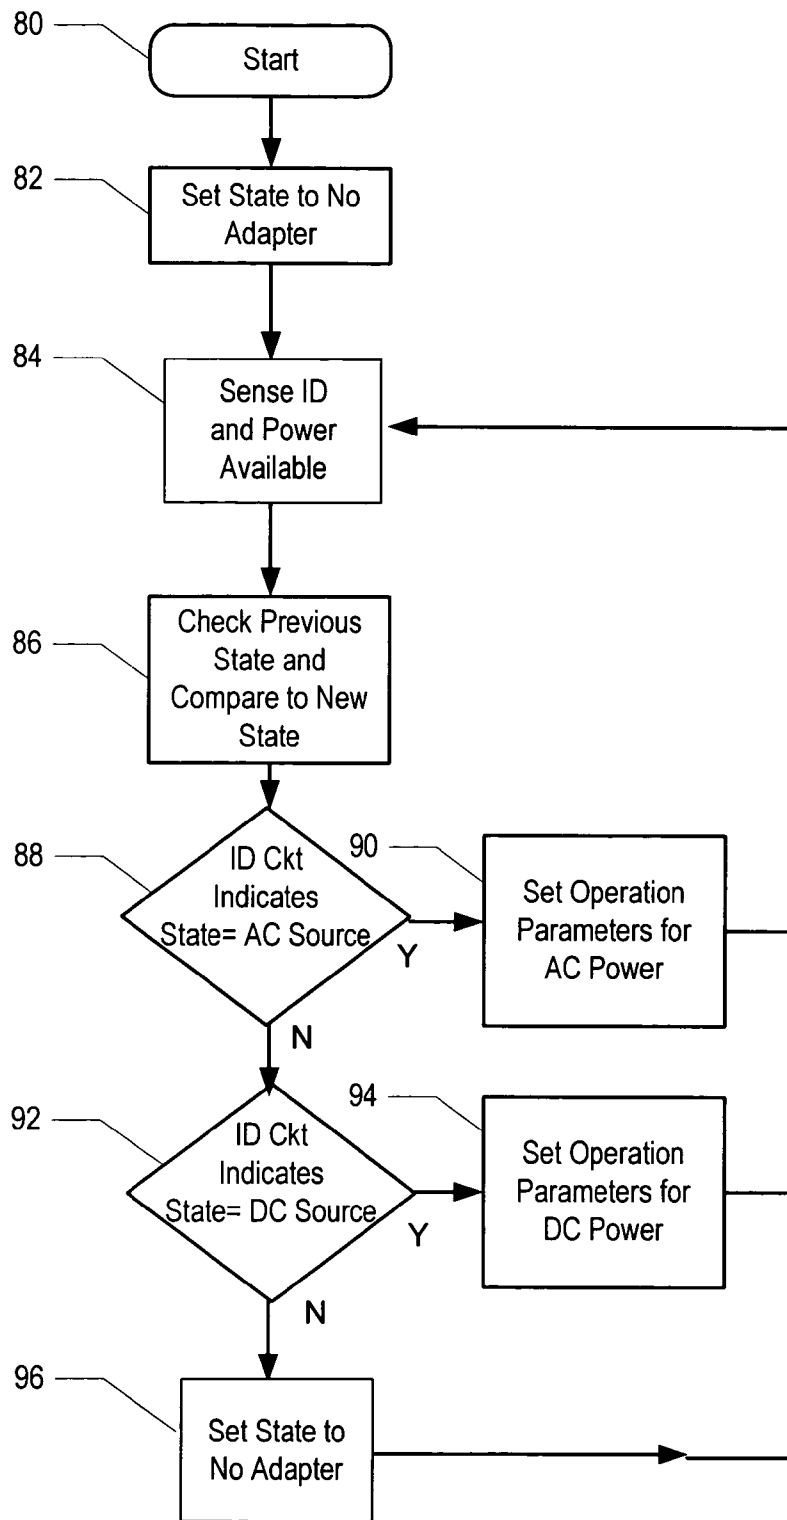 80
Start
82
Set State to No
Adapter
84
Sense ID
and Power
Available
86
Check Previous
State and
Compare to New
State
88
ID Ckt
Indicates
State= AC Source
Y
N
90
Set Operation
Parameters for
AC Power
92
ID Ckt
Indicates
State= DC Source
Y
N
94
Set Operation
Parameters for
DC Power
96
Set State to
No Adapter